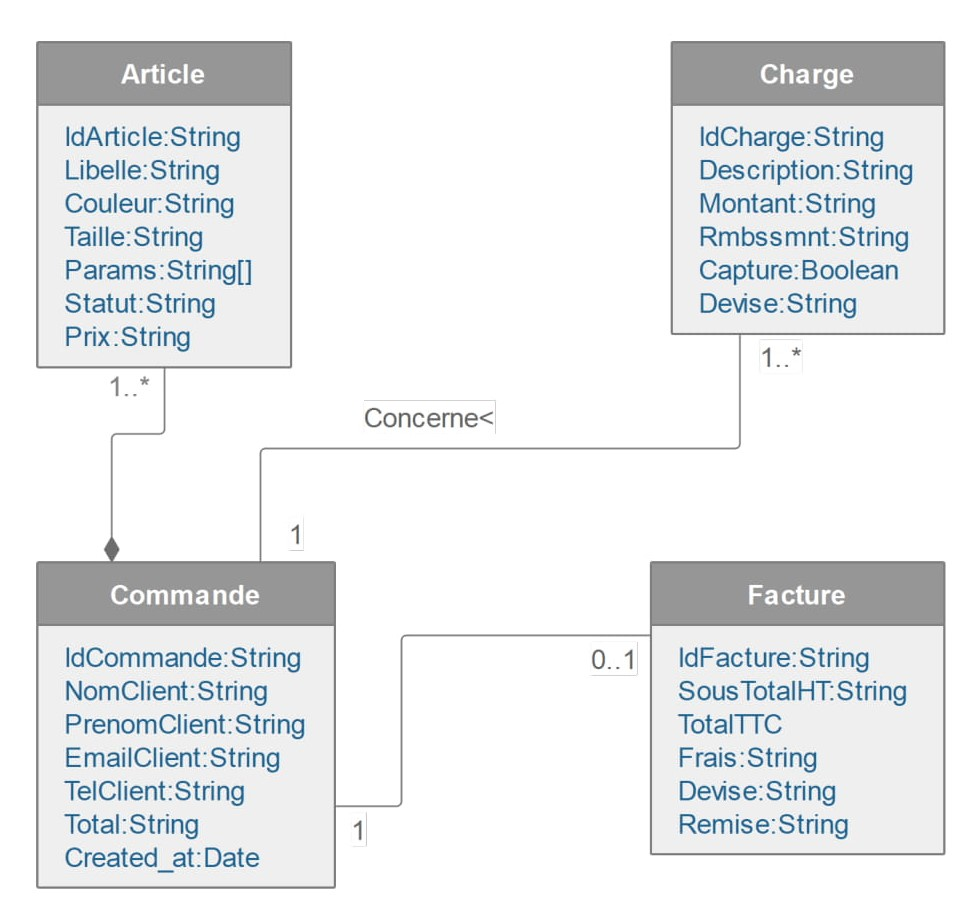 Article
IdArticle:String
Libelle:String
Couleur:String
Taille:String
Params:String[]
Statut:String
Prix:String
1..*
Charge
IdCharge:String
Description:String
Montant:String
Rmbssmnt:String
Capture:Boolean
Devise:String
1..*
Concerne<
1
Commande
IdCommande:String
NomClient:String
PrenomClient:String
EmailClient:String
TelClient:String
Total:String
Created_at:Date
1
0..1
Facture
IdFacture:String
SousTotalHT:String
TotalTTC
Frais:String
Devise:String
Remise:String